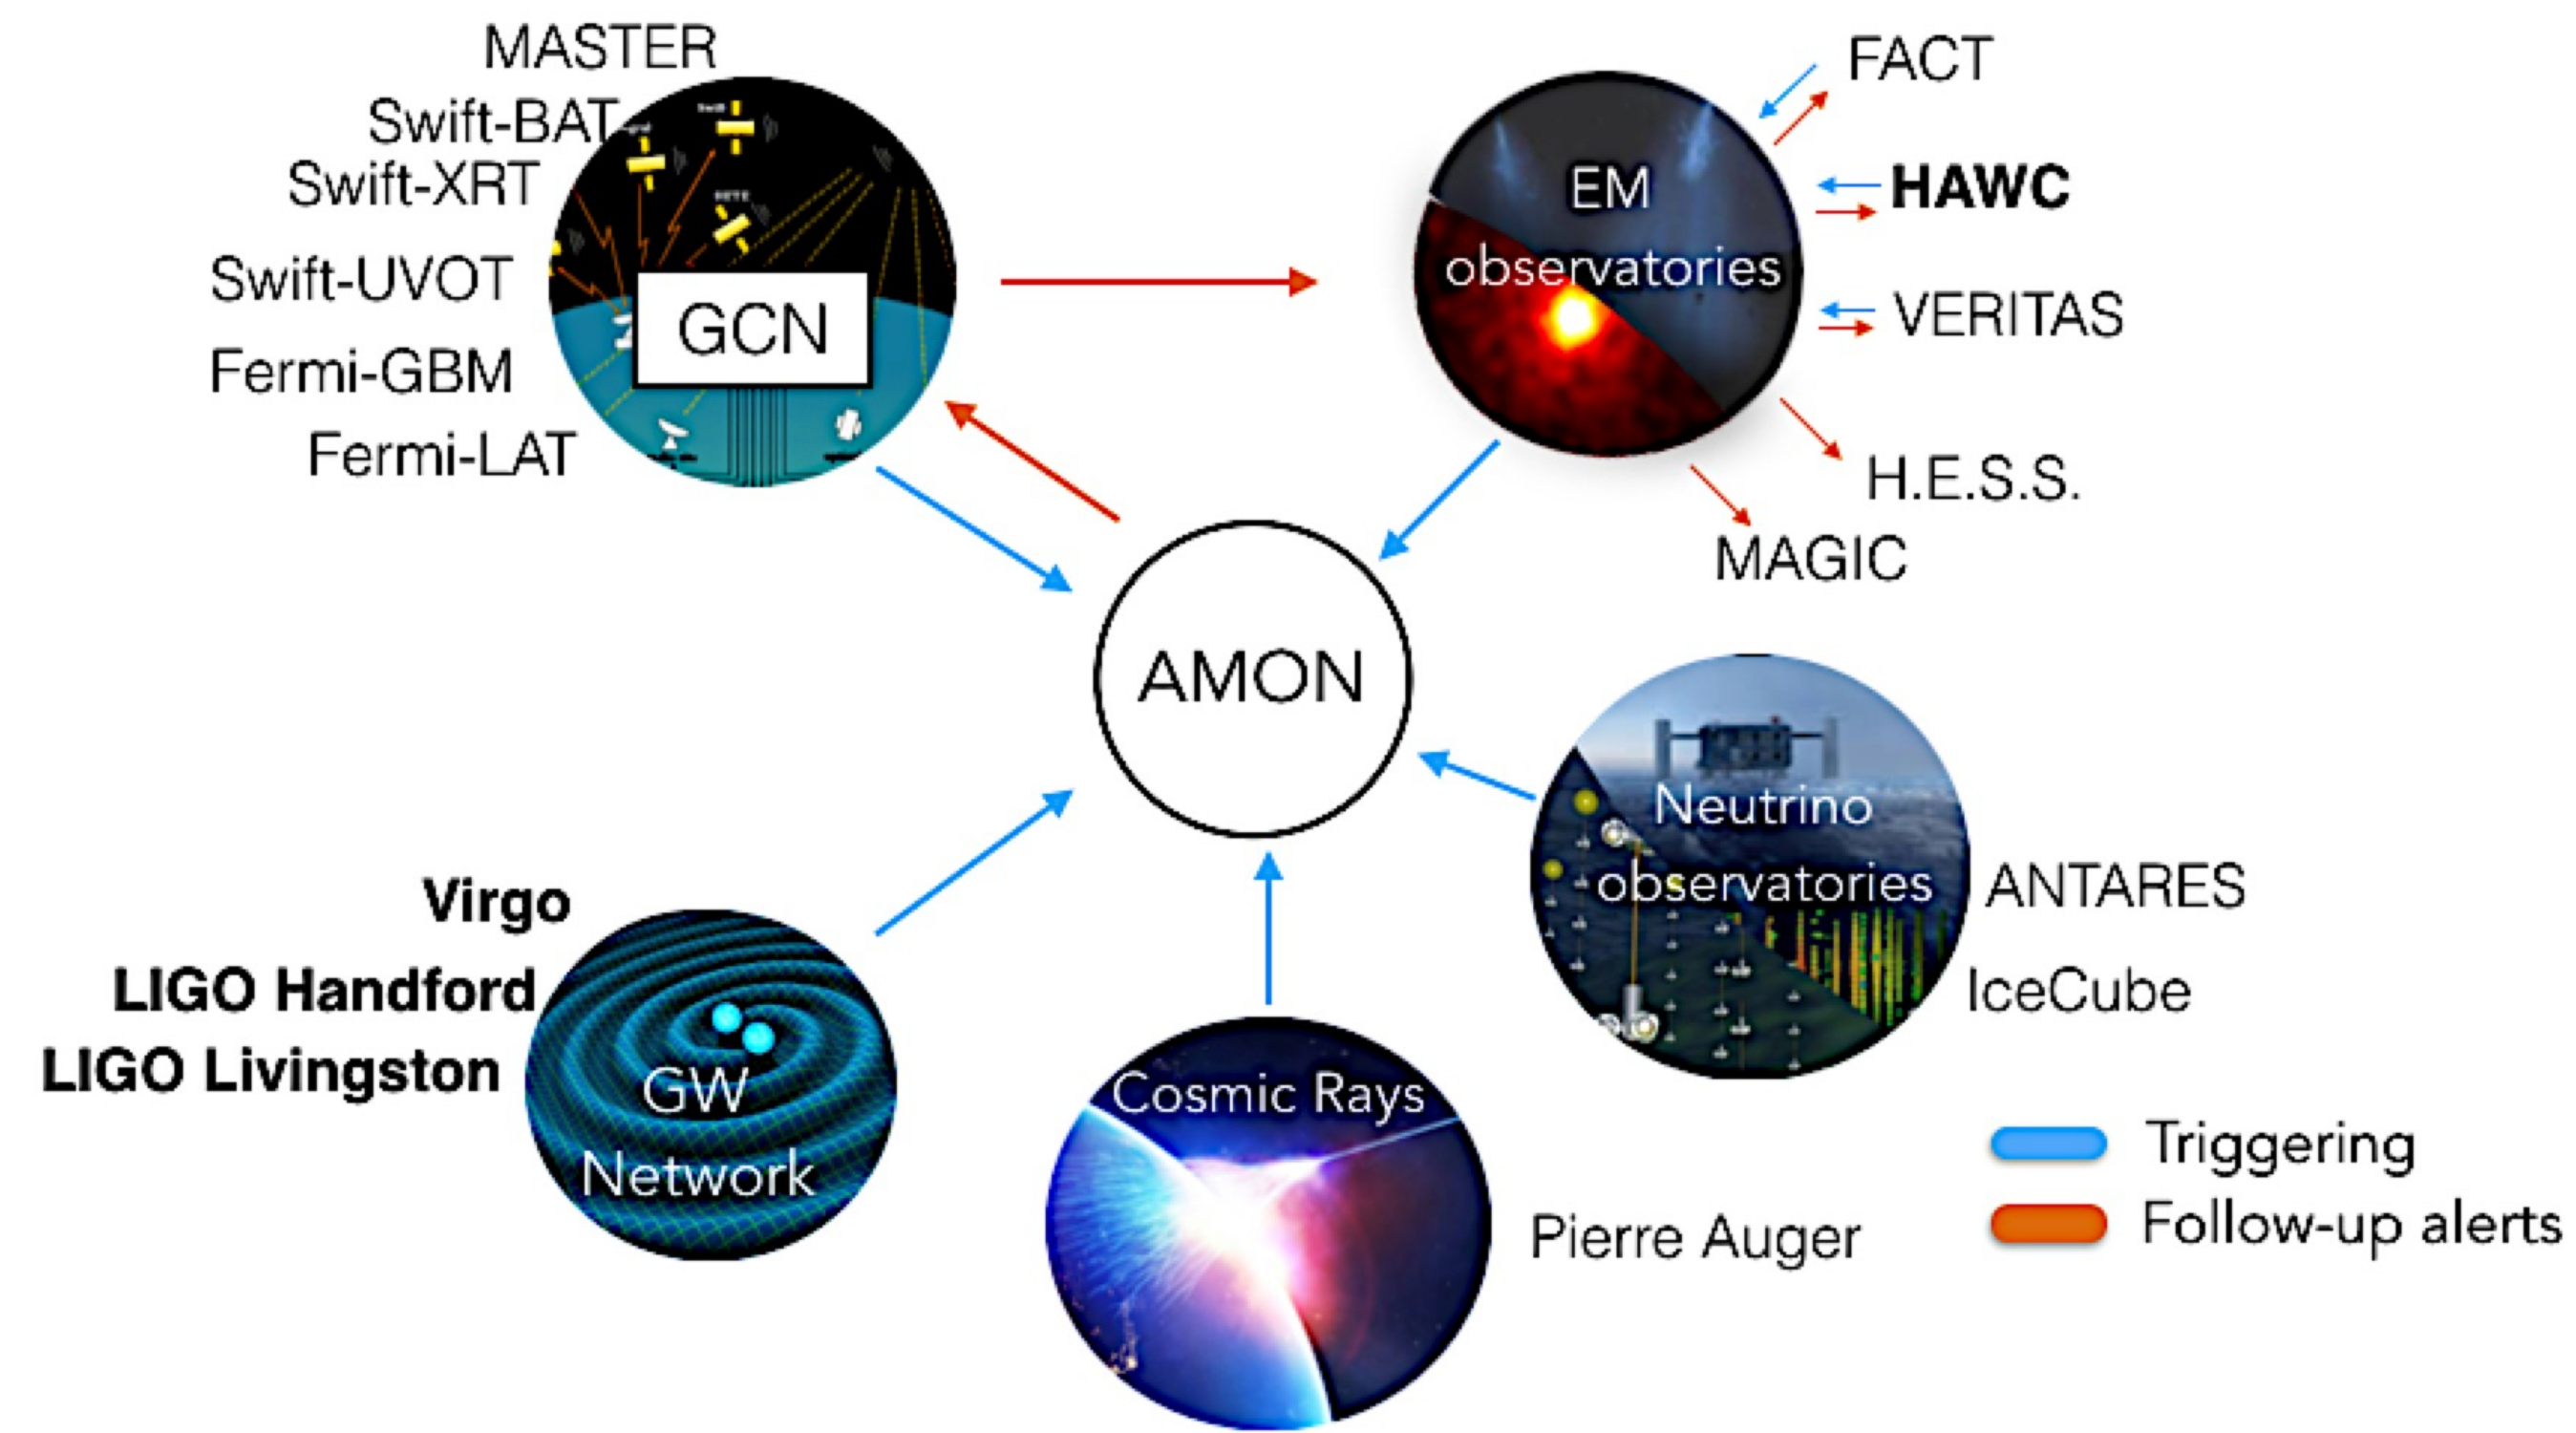 MASTER
Swift-BAT
Swift-XRT
Swift-UVOT
Fermi-GBM
Fermi-LAT
Swift
HETE
GCN
EM
observatories
FACT
HAWC
VERITAS
H.E.S.S.
MAGIC
AMON
Neutrino
observatories
ANTARES
IceCube
Virgo
LIGO Handford
LIGO Livingston
GW
Network
Cosmic Rays
Pierre Auger
Triggering
Follow-up alerts